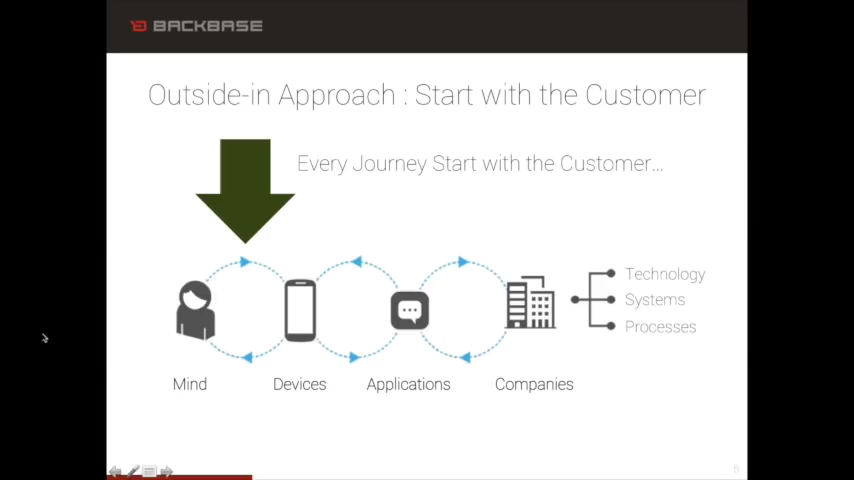 BACKBASE
Outside-in Approach : Start with the Customer
Every Journey Start with the Customer...
Technology
Systems
Processes
Mind Devices Applications Companies